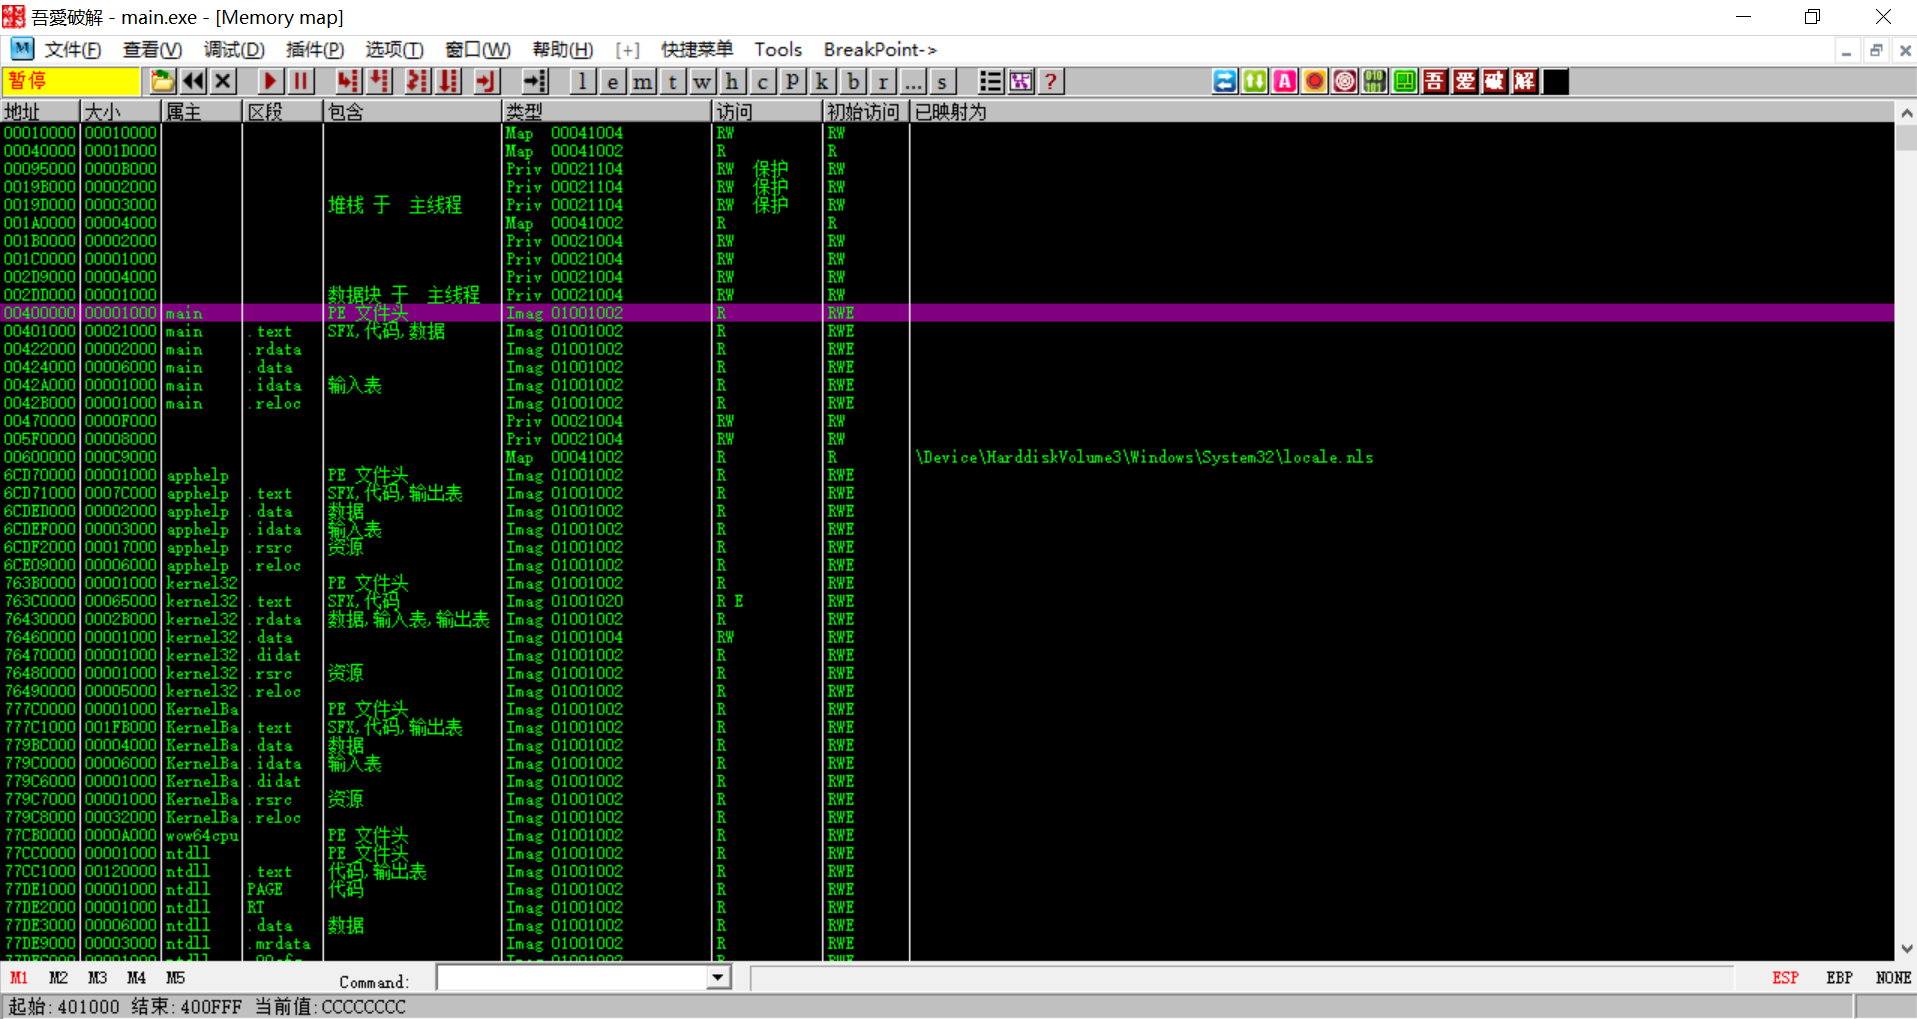 吾愛破解 - main.exe - [Memory map]
M 文件(F) 查看(V) 调试(D) 插件(P) 选项(T) 窗口(W) 帮助(H) [+] 快捷菜单 Tools BreakPoint->
暂停 l e m t w h c P k b r ... s ? 吾 爱 破 解
地址 大小 属主 区段 包含 类型 访问 初始访问 已映射为
00010000 00010000 Map 00041004 RW RW
00040000 0001D000 Map 00041002 R R
00095000 0000B000 Priv 00021104 RW 保护 RW
0019B000 00002000 Priv 00021104 RW 保护 RW
0019D000 00003000 堆栈 于 主线程 Priv 00021104 RW 保护 RW
001A0000 00004000 Map 00041002 R R
001B0000 00002000 Priv 00021004 RW RW
001C0000 00001000 Priv 00021004 RW RW
002D9000 00004000 Priv 00021004 RW RW
002DD000 00001000 数据块 于 主线程 Priv 00021004 RW RW
00400000 00001000 main PE 文件头 Imag 01001002 R RWE
00401000 00021000 main .text SFX,代码,数据 Imag 01001002 R RWE
00422000 00002000 main .rdata Imag 01001002 R RWE
00424000 00006000 main .data Imag 01001002 R RWE
0042A000 00001000 main .idata 输入表 Imag 01001002 R RWE
0042B000 00001000 main .reloc Imag 01001002 R RWE
00470000 0000F000 Priv 00021004 RW RW
005F0000 00008000 Priv 00021004 RW RW
00600000 000C9000 Map 00041002 R R \Device\HarddiskVolume3\Windows\System32\locale.nls
6CD70000 00001000 apphelp PE 文件头 Imag 01001002 R RWE
6CD71000 0007C000 apphelp .text SFX,代码,输出表 Imag 01001002 R RWE
6CDED000 00002000 apphelp .data 数据 Imag 01001002 R RWE
6CDEF000 00003000 apphelp .idata 输入表 Imag 01001002 R RWE
6CDF2000 00017000 apphelp .rsrc 资源 Imag 01001002 R RWE
6CE09000 00006000 apphelp .reloc Imag 01001002 R RWE
763B0000 00001000 kernel32 PE 文件头 Imag 01001002 R RWE
763C0000 00065000 kernel32 .text SFX,代码 Imag 01001020 R E RWE
76430000 0002B000 kernel32 .rdata 数据,输入表,输出表 Imag 01001002 R RWE
76460000 00001000 kernel32 .data Imag 01001004 RW RWE
76470000 00001000 kernel32 .didat Imag 01001002 R RWE
76480000 00001000 kernel32 .rsrc 资源 Imag 01001002 R RWE
76490000 00005000 kernel32 .reloc Imag 01001002 R RWE
777C0000 00001000 KernelBa PE 文件头 Imag 01001002 R RWE
777C1000 001FB000 KernelBa .text SFX,代码,输出表 Imag 01001002 R RWE
779BC000 00004000 KernelBa .data 数据 Imag 01001002 R RWE
779C0000 00006000 KernelBa .idata 输入表 Imag 01001002 R RWE
779C6000 00001000 KernelBa .didat Imag 01001002 R RWE
779C7000 00001000 KernelBa .rsrc 资源 Imag 01001002 R RWE
779C8000 00032000 KernelBa .reloc Imag 01001002 R RWE
77CB0000 0000A000 wow64cpu PE 文件头 Imag 01001002 R RWE
77CC0000 00001000 ntdll PE 文件头 Imag 01001002 R RWE
77CC1000 00120000 ntdll .text 代码,输出表 Imag 01001002 R RWE
77DE1000 00001000 ntdll PAGE 代码 Imag 01001002 R RWE
77DE2000 00001000 ntdll RT Imag 01001002 R RWE
77DE3000 00006000 ntdll .data 数据 Imag 01001002 R RWE
77DE9000 00003000 ntdll .mrdata Imag 01001002 R RWE
M1 M2 M3 M4 M5 Command: ESP EBP NONE
起始:401000 结束:400FFF 当前值:CCCCCCCC